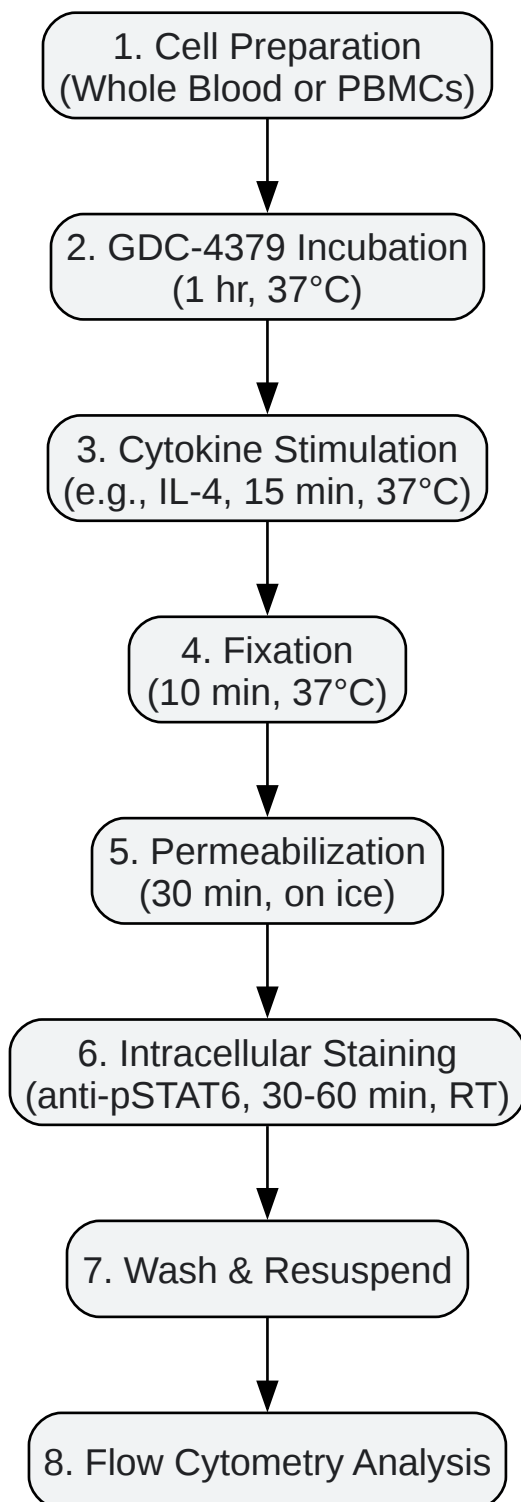 1. Cell Preparation
(Whole Blood or PBMCs)
2. GDC-4379 Incubation
(1 hr, 37°C)
3. Cytokine Stimulation
(e.g., IL-4, 15 min, 37°C)
4. Fixation
(10 min, 37°C)
5. Permeabilization
(30 min, on ice)
6. Intracellular Staining
(anti-pSTAT6, 30-60 min, RT)
7. Wash & Resuspend
8. Flow Cytometry Analysis